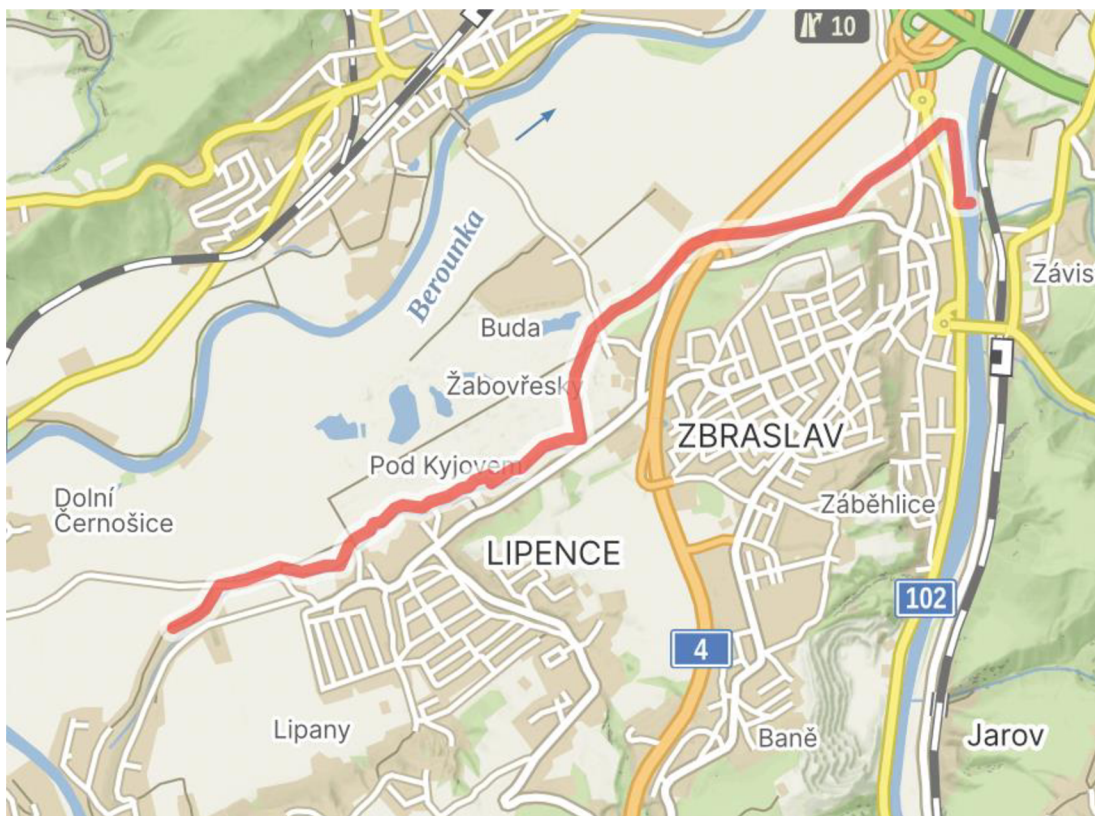 10
Berounka
Závis
Buda
Žabovřesky
ZBRASLAV
Pod Kyjovem
Dolní
Černošice
Záběhlice
LIPENCE
102
4
Lipany
Baně
Jarov